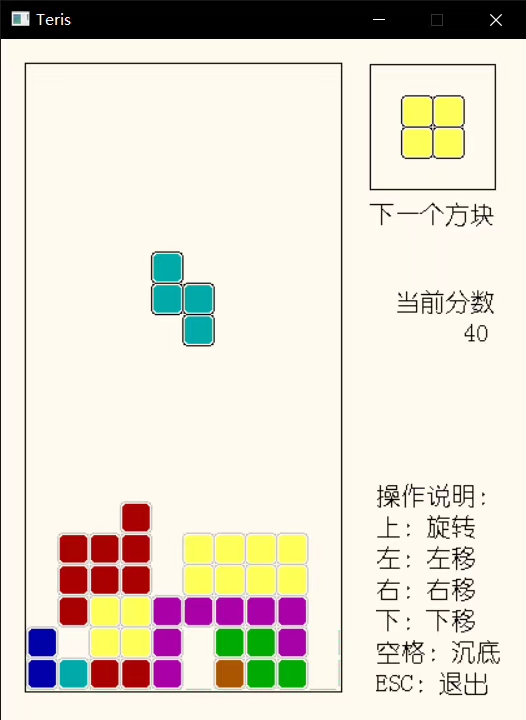 Teris
下一个方块
当前分数
40
操作说明：
上：旋转
左：左移
右：右移
下：下移
空格：沉底
ESC：退出